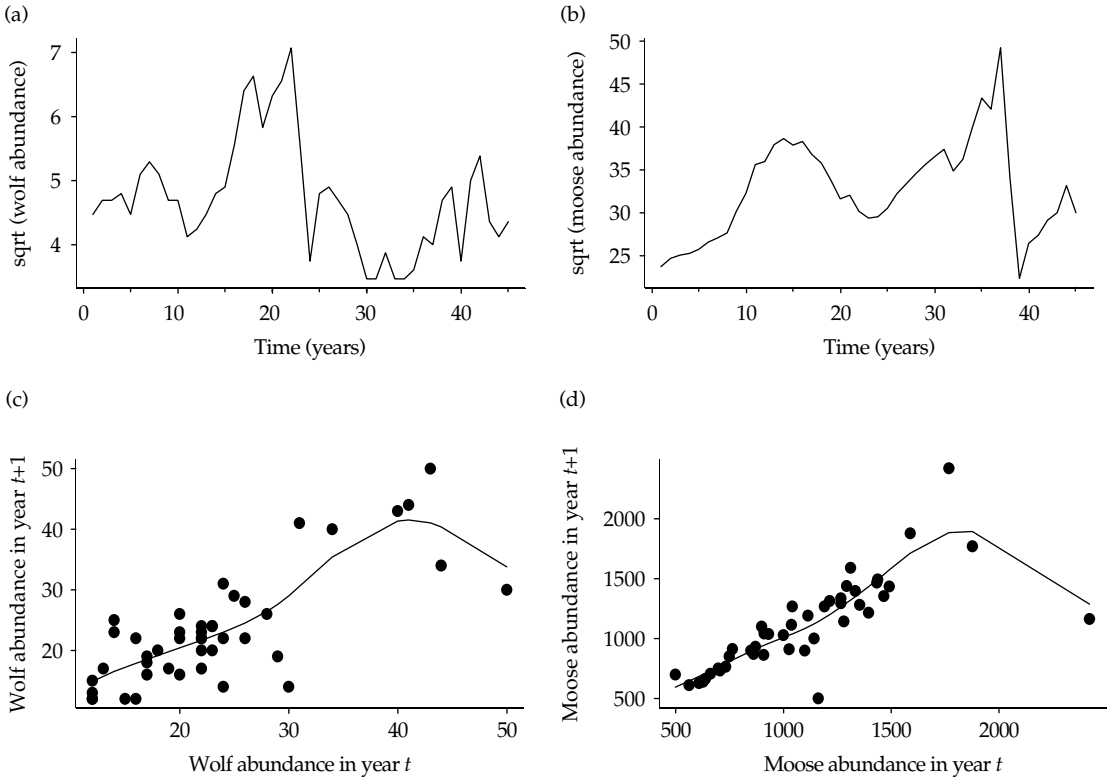 (a)
sqrt (wolf abundance)
7
6
5
4
0 10 20 30 40
Time (years)
(b)
sqrt (moose abundance)
50
45
40
35
30
25
0 10 20 30 40
Time (years)
(c)
Wolf abundance in year t+1
50
40
30
20
20 30 40 50
Wolf abundance in year t
(d)
Moose abundance in year t+1
2000
1500
1000
500
500 1000 1500 2000
Moose abundance in year t